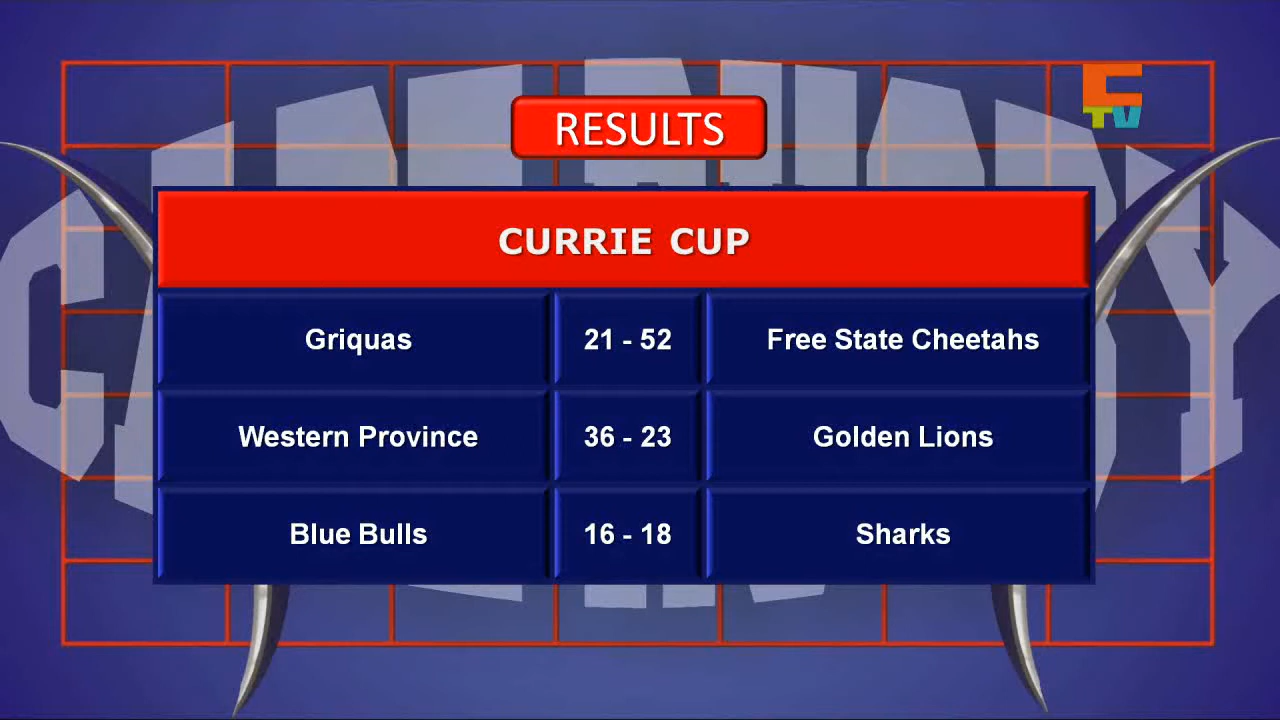 RESULTS
C TV
CURRIE CUP
Griquas 21 - 52 Free State Cheetahs
Western Province 36 - 23 Golden Lions
Blue Bulls 16 - 18 Sharks